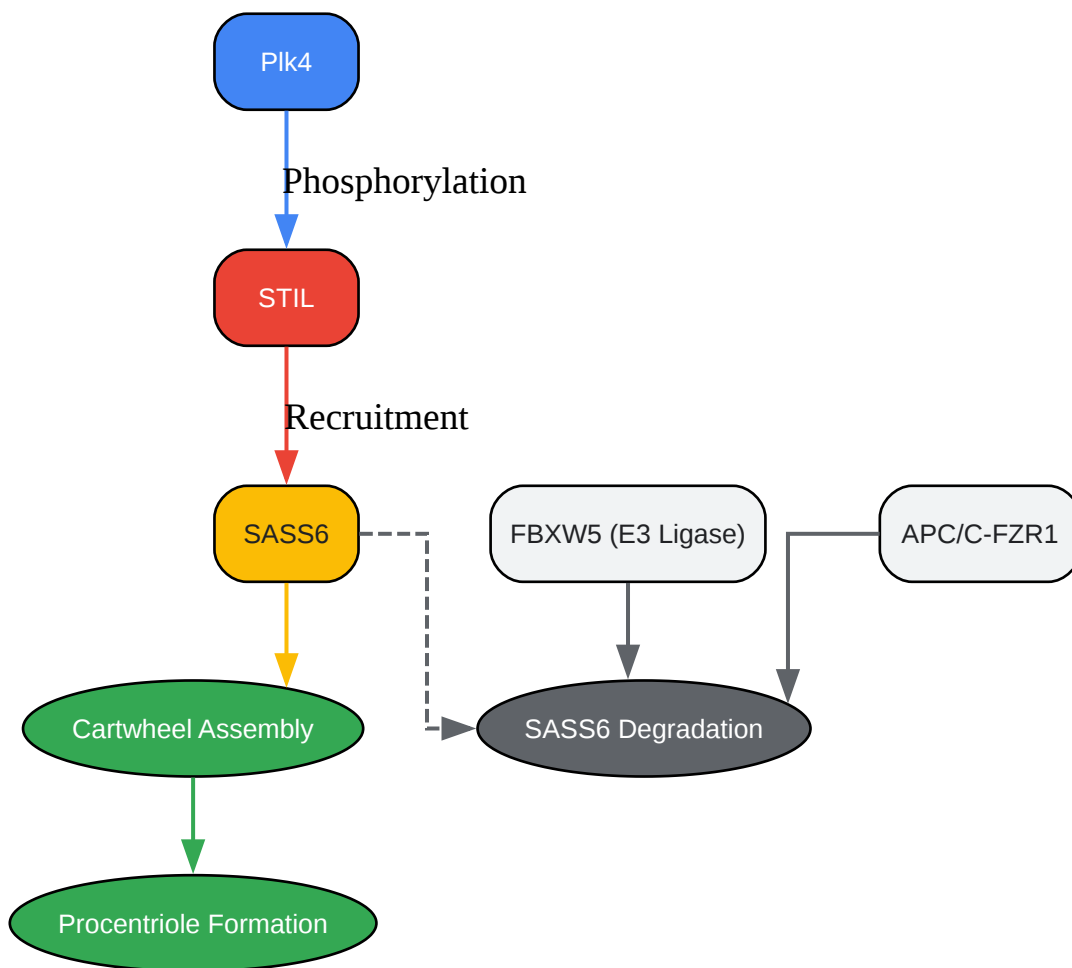 Plk4
Phosphorylation
STIL
Recruitment
SASS6
FBXW5 (E3 Ligase)
APC/C-FZR1
Cartwheel Assembly
SASS6 Degradation
Procentriole Formation